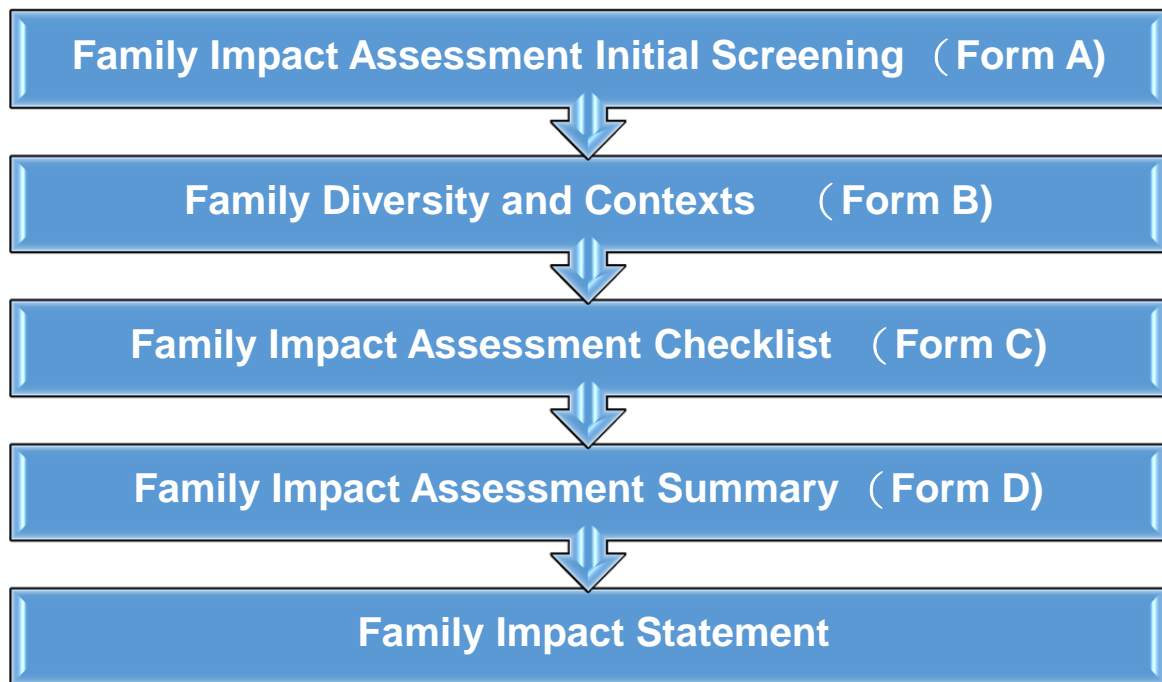 Family Impact Assessment Initial Screening （Form A)
Family Diversity and Contexts （Form B)
Family Impact Assessment Checklist （Form C)
Family Impact Assessment Summary （Form D)
Family Impact Statement